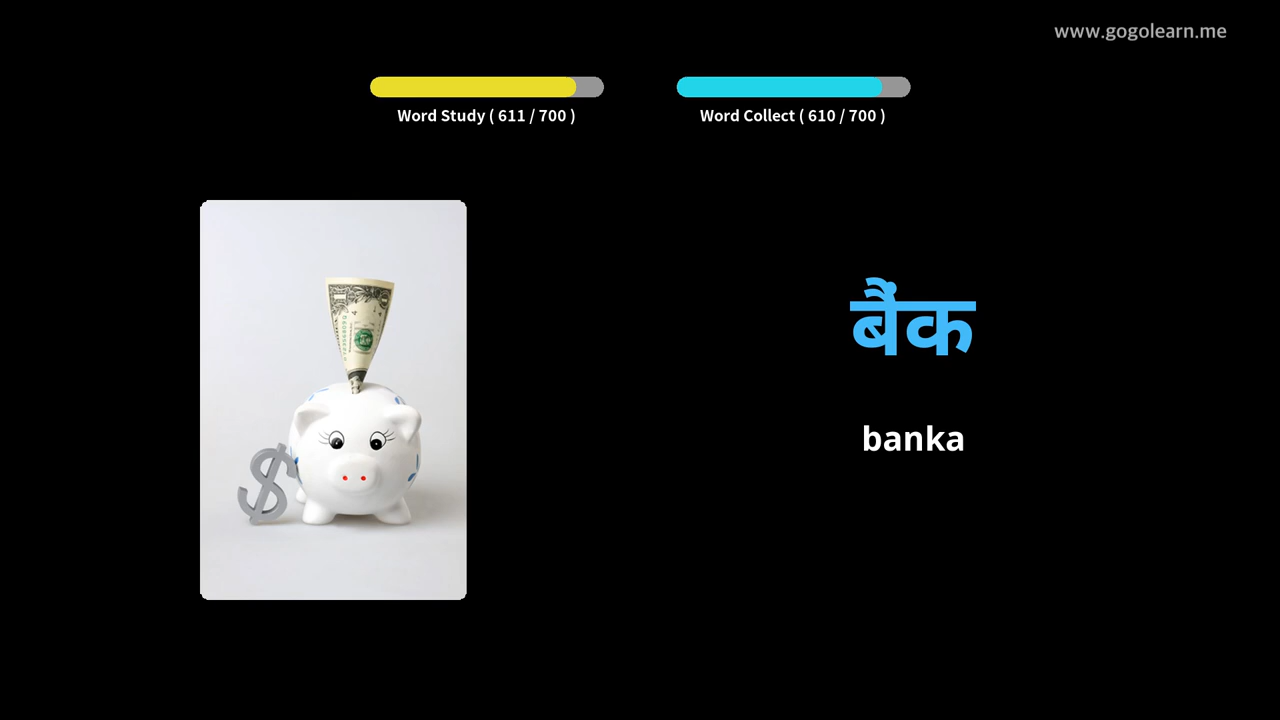 www.gogolearn.me
Word Study ( 611 / 700 )
Word Collect ( 610 / 700 )
बैंक
banka
$